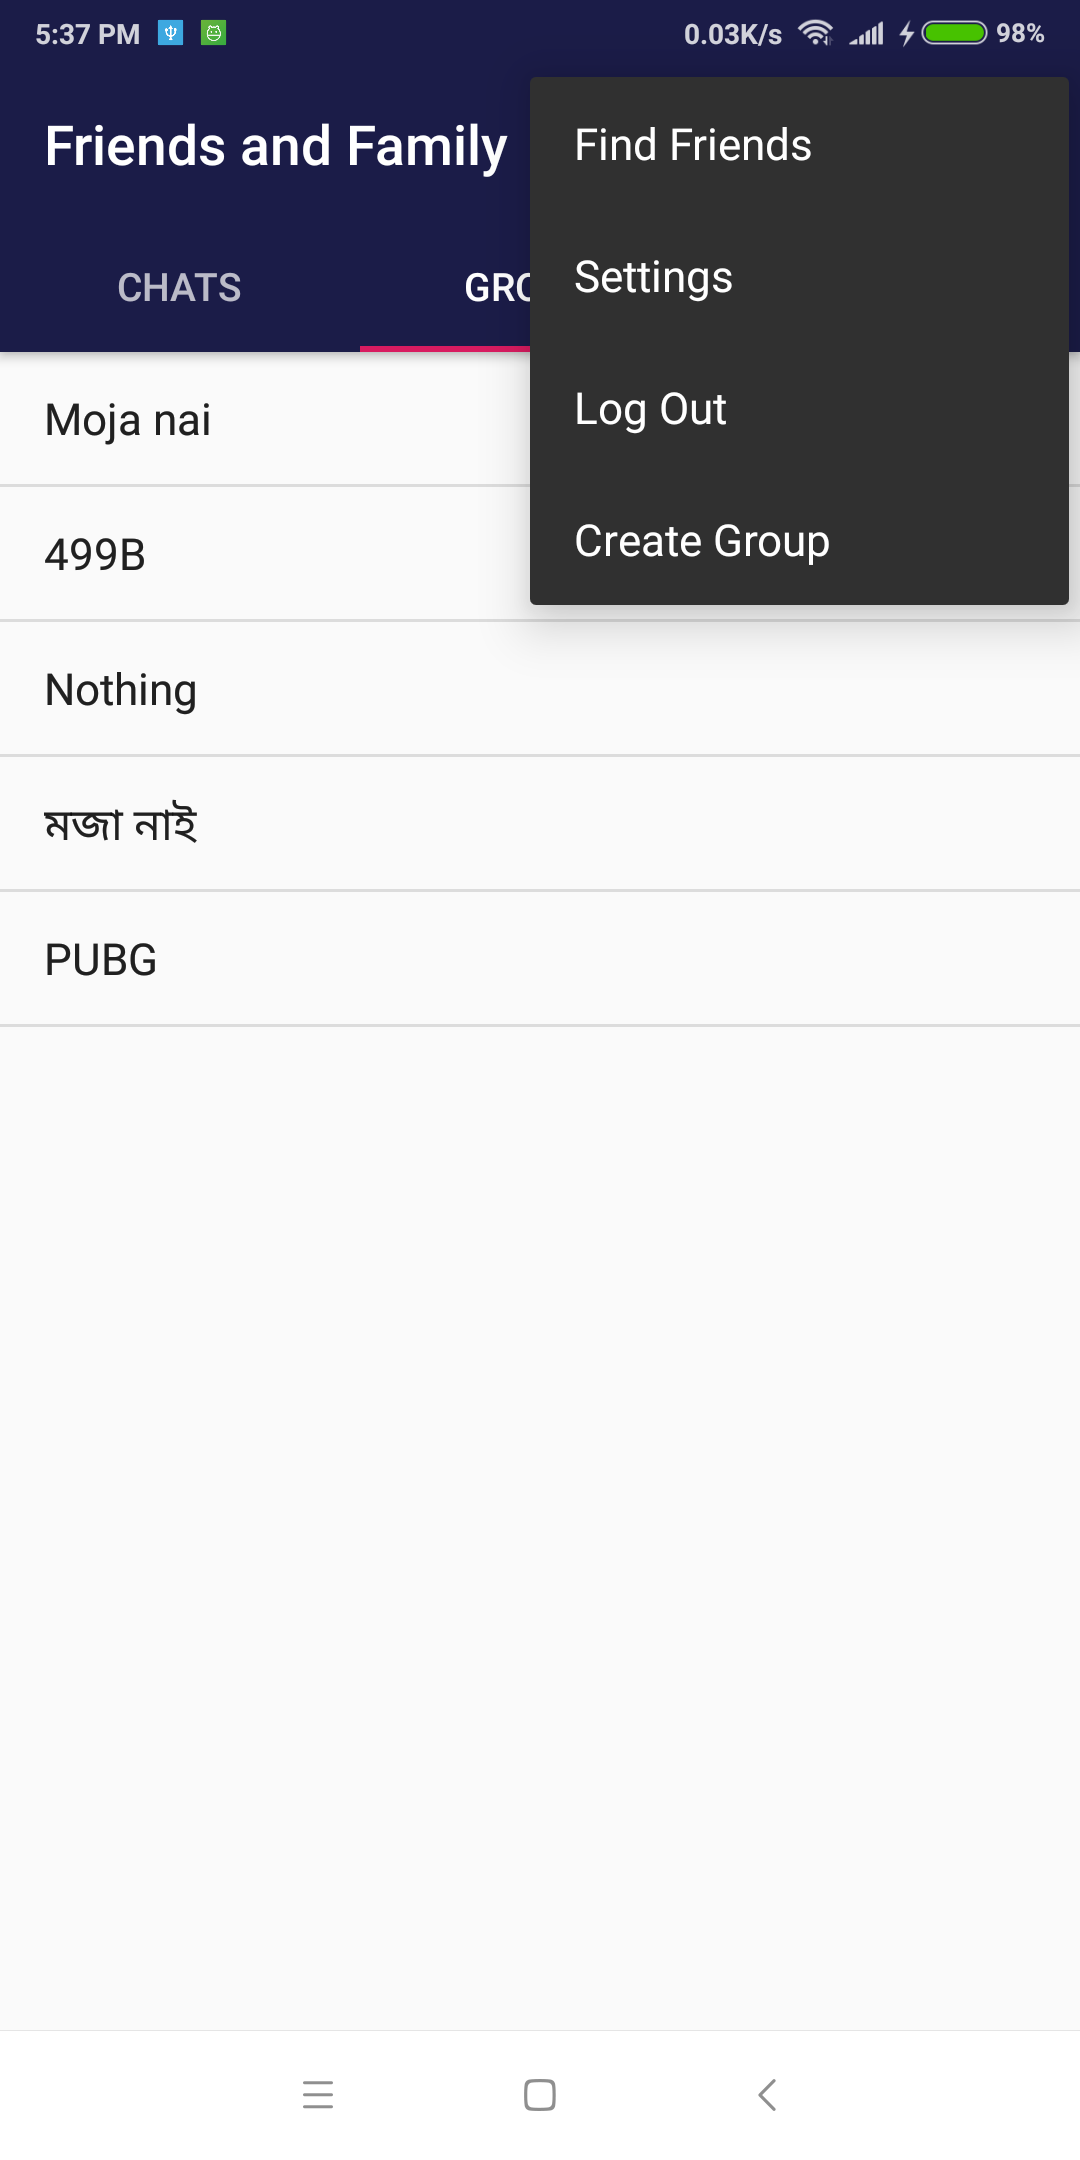 5:37 PM 0.03K/s 98%
Friends and Family
Find Friends
Settings
Log Out
Create Group
CHATS
Moja nai
499B
Nothing
মজা নাই
PUBG